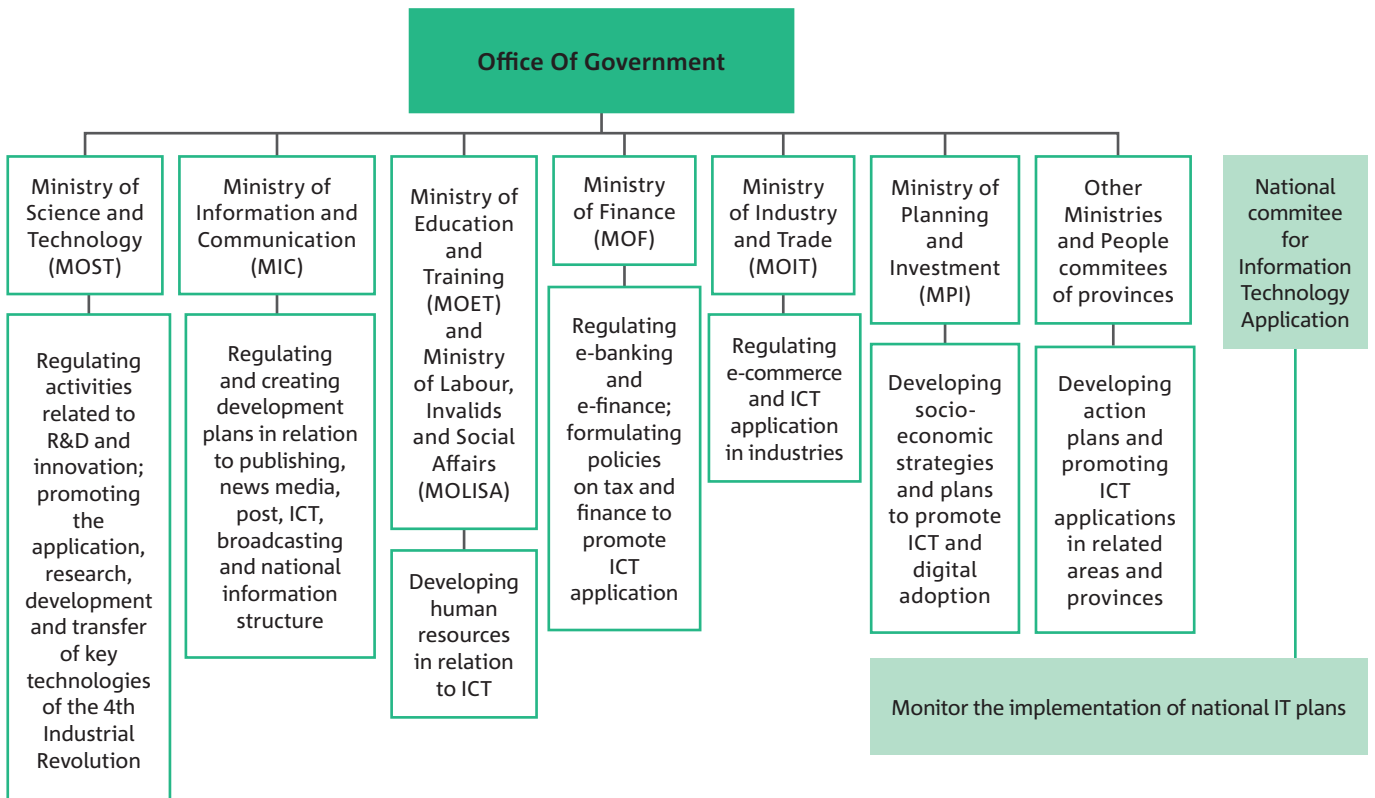 Office Of Government
Ministry of
Science and
Technology
(MOST)
Regulating
activities
related to
R&D and
innovation;
promoting
the
application,
research,
development
and transfer
of key
technologies
of the 4th
Industrial
Revolution
Ministry of
Information and
Communication
(MIC)
Regulating
and creating
development
plans in relation
to publishing,
news media,
post, ICT,
broadcasting
and national
information
structure
Ministry of
Education
and
Training
(MOET)
and
Ministry
of Labour,
Invalids
and Social
Affairs
(MOLISA)
Developing
human
resources
in relation
to ICT
Ministry
of Finance
(MOF)
Regulating
e-banking
and
e-finance;
formulating
policies
on tax and
finance to
promote
ICT
application
Ministry
of Industry
and Trade
(MOIT)
Regulating
e-commerce
and ICT
application
in industries
Ministry of
Planning
and
Investment
(MPI)
Developing
socio-
economic
strategies
and plans
to promote
ICT and
digital
adoption
Other
Ministries
and People
commitees
of provinces
Developing
action
plans and
promoting
ICT
applications
in related
areas and
provinces
National
commitee
for
Information
Technology
Application
Monitor the implementation of national IT plans